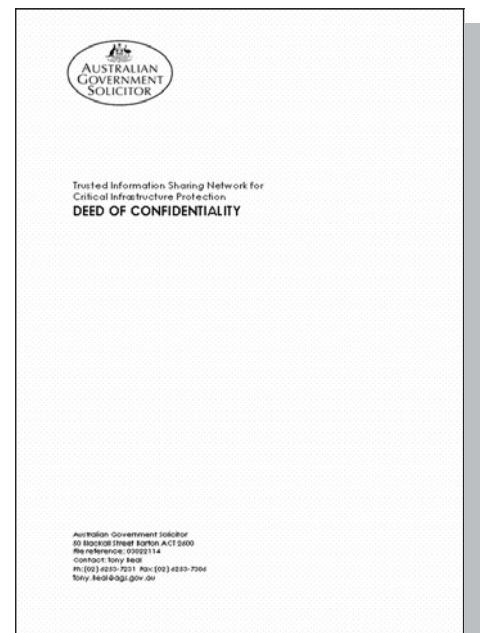 AUSTRALIAN
GOVERNMENT
SOLICITOR
Trusted Information Sharing Network for
Critical Infrastructure Protection
DEED OF CONFIDENTIALITY
Australian Government Solicitor
50 Blackall Street Barton ACT 2600
File reference: 03022114
Contact: Tony Beal
Ph: (02) 6253-7231 Fax: (02) 6253-7304
Tony.Beal@ags.gov.au